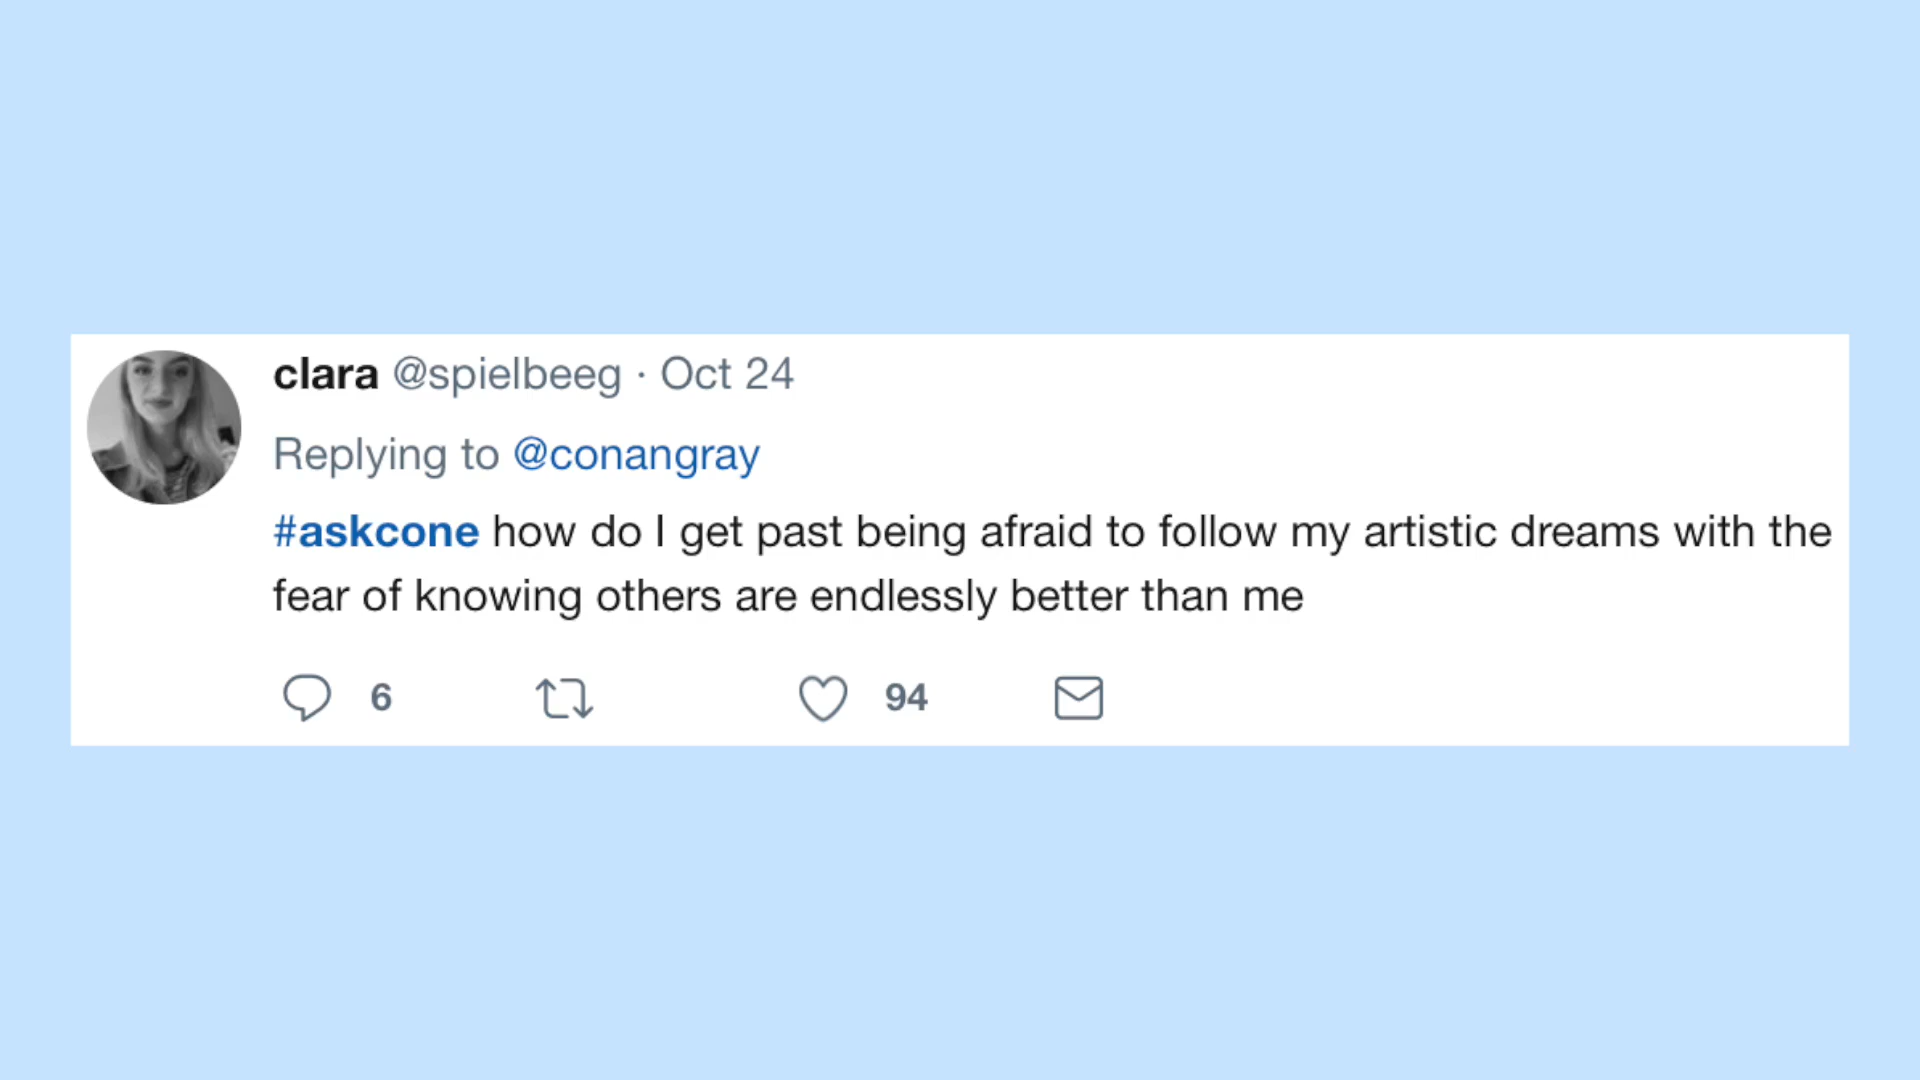 clara @spielbeeg · Oct 24
Replying to @conangray
#askcone how do I get past being afraid to follow my artistic dreams with the
fear of knowing others are endlessly better than me
6 94